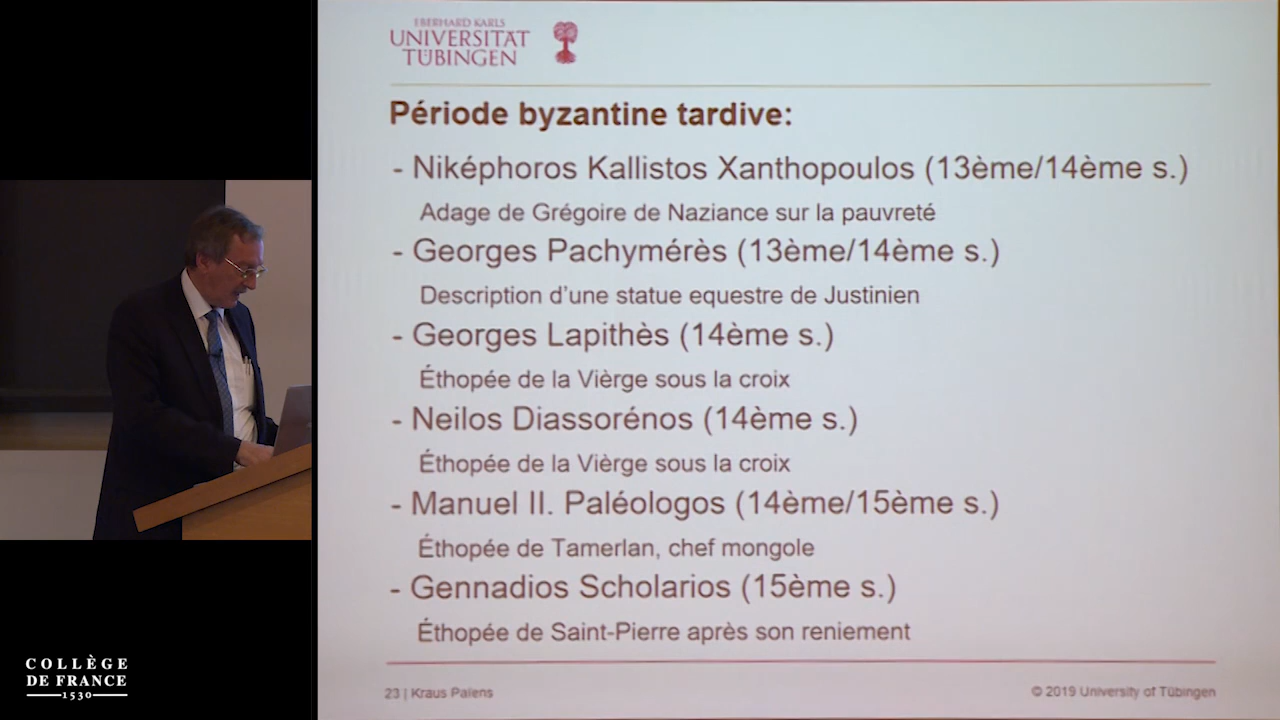 EBERHARD KARLS
UNIVERSITÄT
TÜBINGEN
Période byzantine tardive:
- Niképhoros Kallistos Xanthopoulos (13ème/14ème s.)
Adage de Grégoire de Naziance sur la pauvreté
- Georges Pachymérès (13ème/14ème s.)
Description d'une statue equestre de Justinien
- Georges Lapithès (14ème s.)
Éthopée de la Vièrge sous la croix
- Neilos Diassorénos (14ème s.)
Éthopée de la Vièrge sous la croix
- Manuel II. Paléologos (14ème/15ème s.)
Éthopée de Tamerlan, chef mongole
- Gennadios Scholarios (15ème s.)
Éthopée de Saint-Pierre après son reniement
23 | Kraus Païens
© 2019 University of Tübingen
COLLÈGE
DE FRANCE
1530